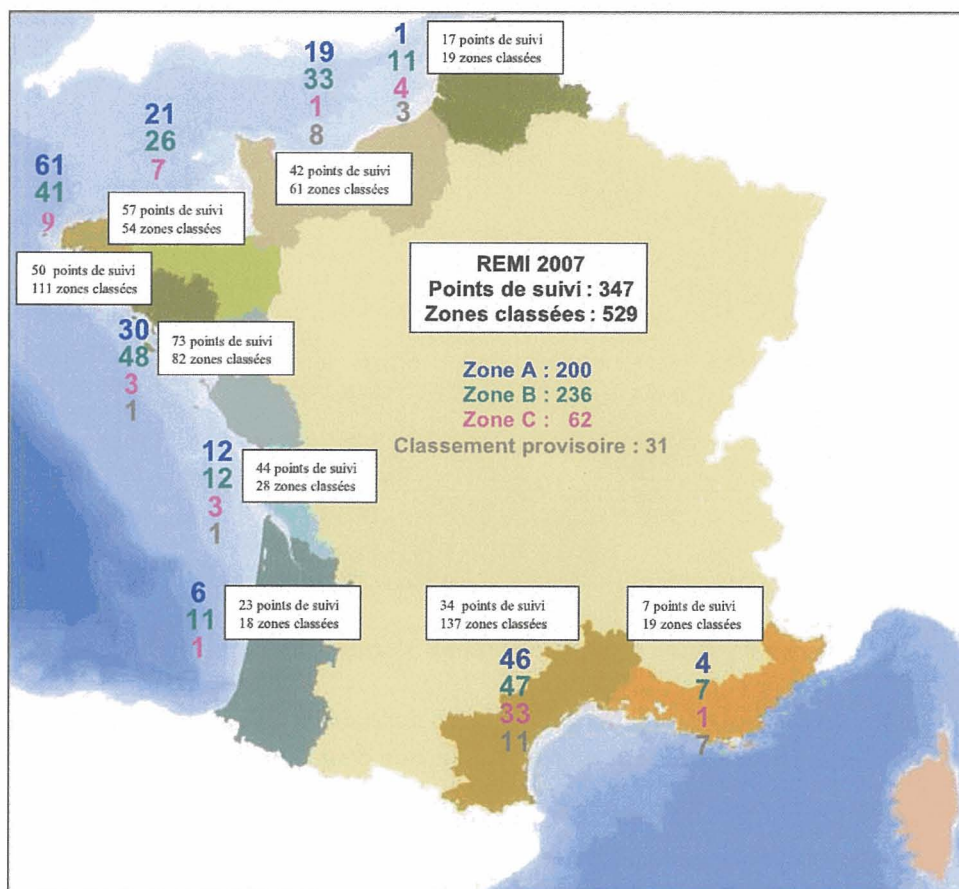 1
11
4
3
17 points de suivi
19 zones classées
19
33
1
8
42 points de suivi
61 zones classées
21
26
7
57 points de suivi
54 zones classées
61
41
9
50 points de suivi
111 zones classées
REMI 2007
Points de suivi : 347
Zones classées : 529
Zone A : 200
Zone B : 236
Zone C : 62
Classement provisoire : 31
30
48
3
1
73 points de suivi
82 zones classées
12
12
3
1
44 points de suivi
28 zones classées
6
11
1
23 points de suivi
18 zones classées
34 points de suivi
137 zones classées
46
47
33
11
7 points de suivi
19 zones classées
4
7
1
7